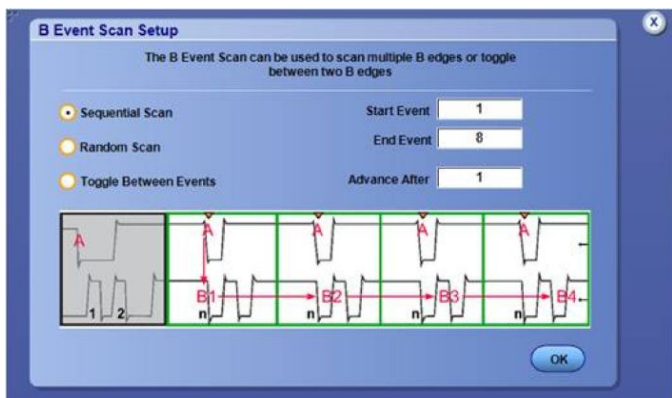 B Event Scan Setup
X
The B Event Scan can be used to scan multiple B edges or toggle
between two B edges
Sequential Scan
Random Scan
Toggle Between Events
Start Event 1
End Event 8
Advance After 1
A A A A A
B1 B2 B3 B4
1 2 n n n n
OK